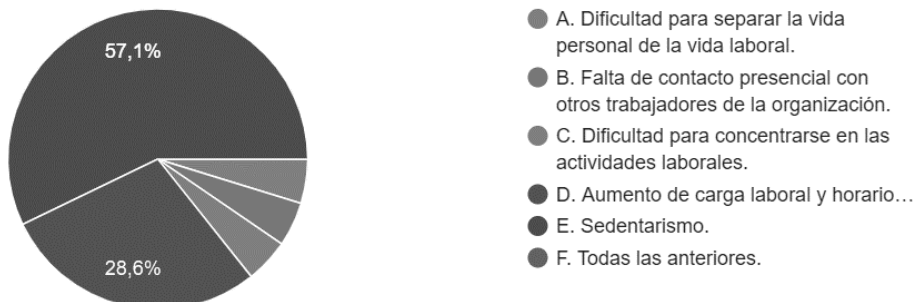 57,1%
28,6%
A. Dificultad para separar la vida
personal de la vida laboral.
B. Falta de contacto presencial con
otros trabajadores de la organización.
C. Dificultad para concentrarse en las
actividades laborales.
D. Aumento de carga laboral y horario…
E. Sedentarismo.
F. Todas las anteriores.